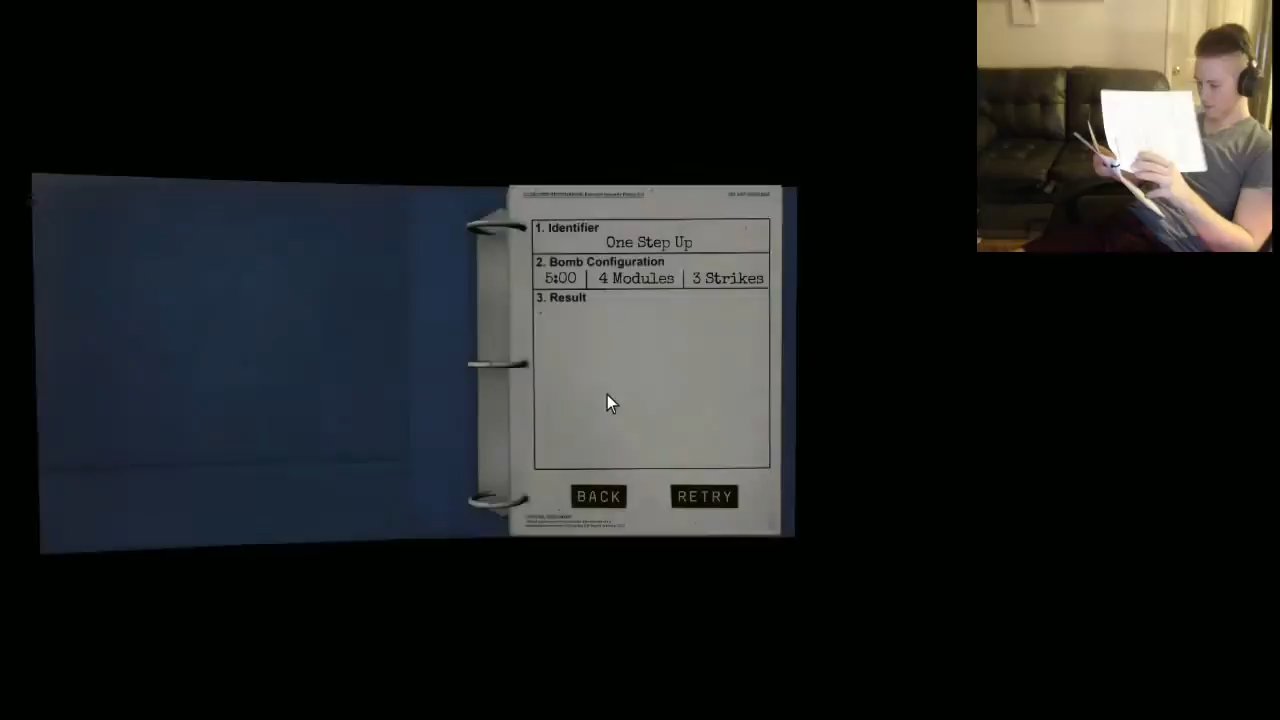 1. Identifier
One Step Up
2. Bomb Configuration
5:00 4 Modules 3 Strikes
3. Result
BACK RETRY